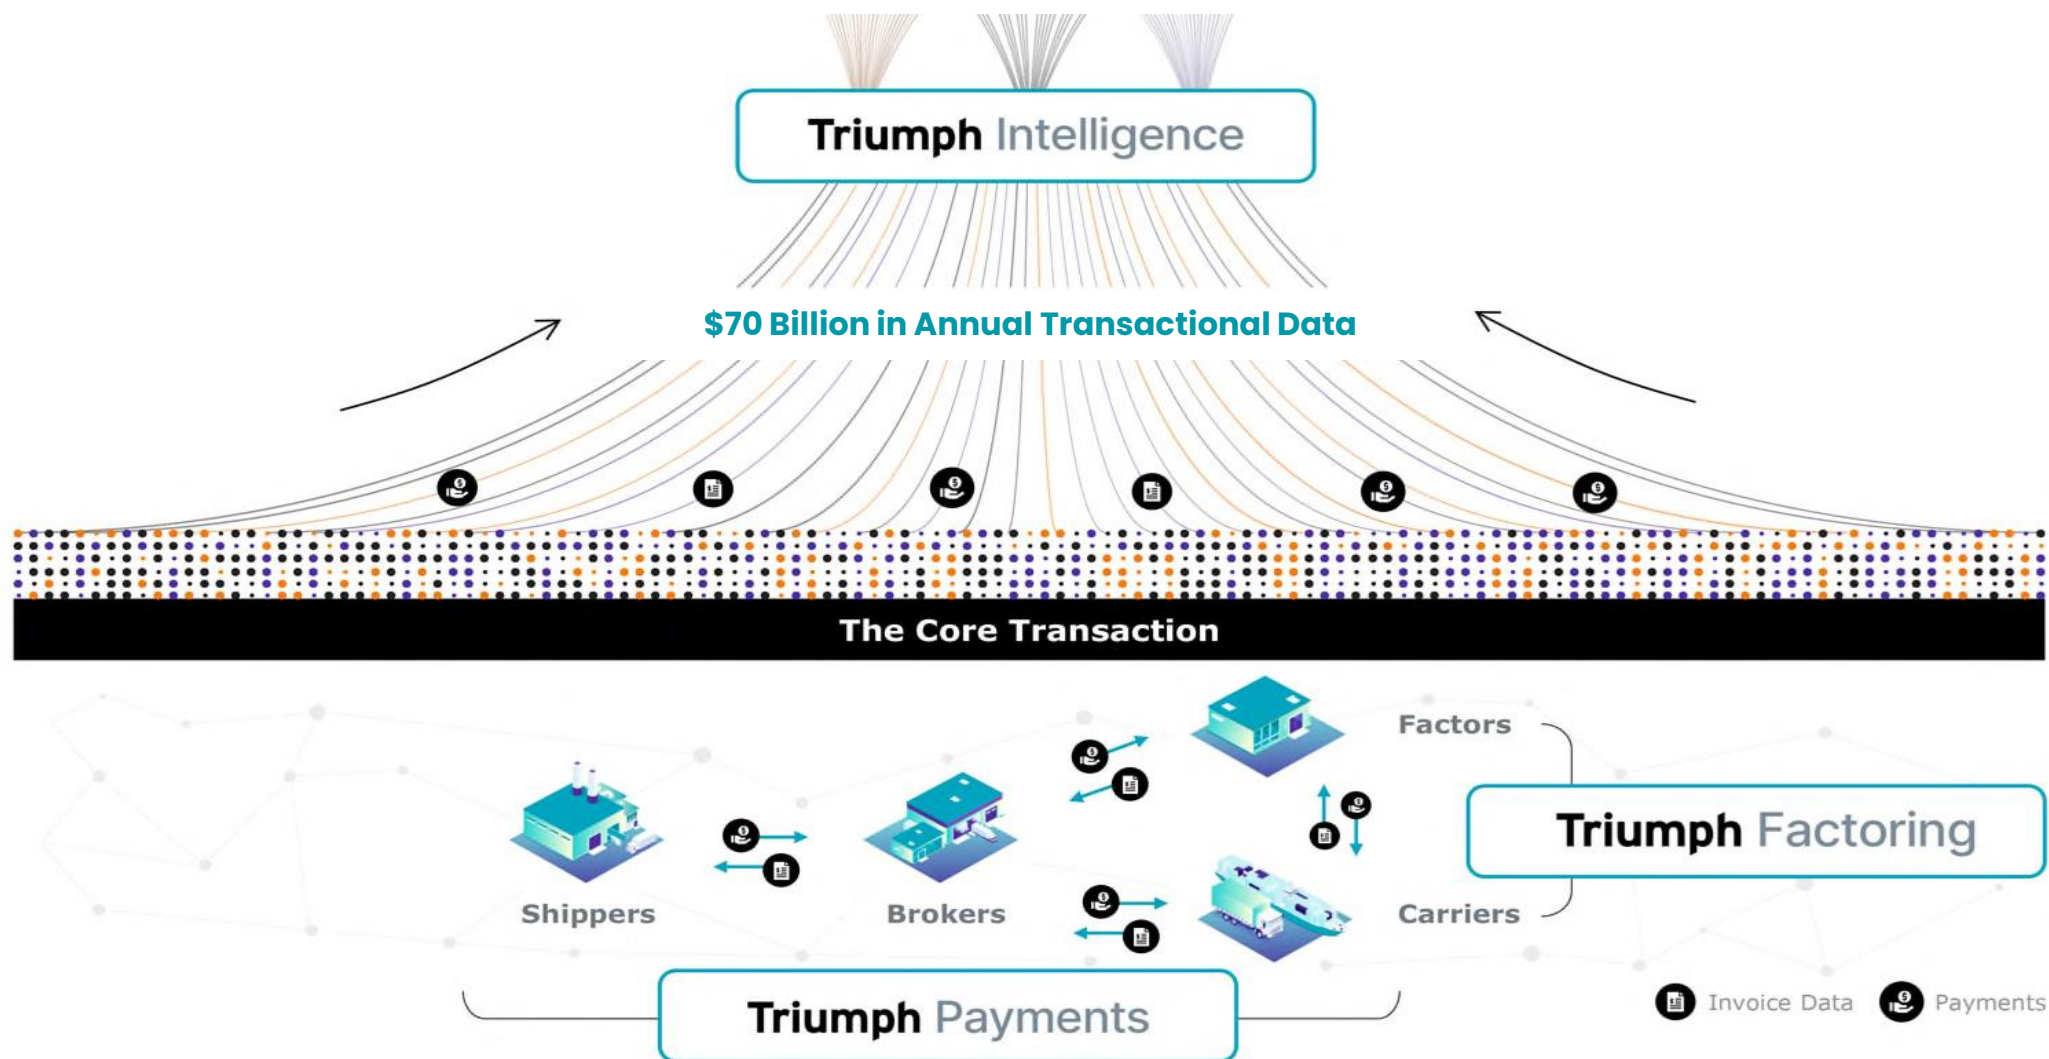 Triumph Intelligence
$70 Billion in Annual Transactional Data
The Core Transaction
Factors
Triumph Factoring
Shippers
Brokers
Carriers
Triumph Payments
Invoice Data
Payments